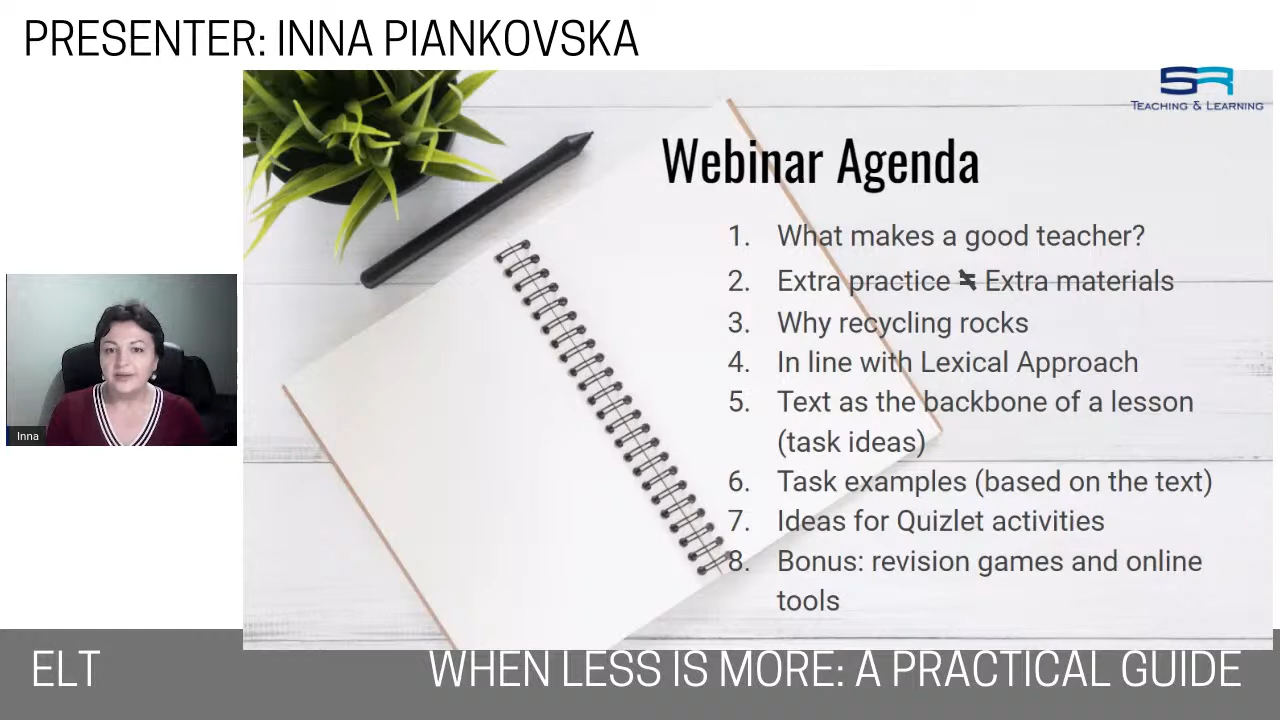 PRESENTER: INNA PIANKOVSKA
SR
TEACHING & LEARNING
Webinar Agenda
1. What makes a good teacher?
2. Extra practice ≠ Extra materials
3. Why recycling rocks
4. In line with Lexical Approach
5. Text as the backbone of a lesson
(task ideas)
6. Task examples (based on the text)
7. Ideas for Quizlet activities
8. Bonus: revision games and online
tools
Inna
ELT
WHEN LESS IS MORE: A PRACTICAL GUIDE